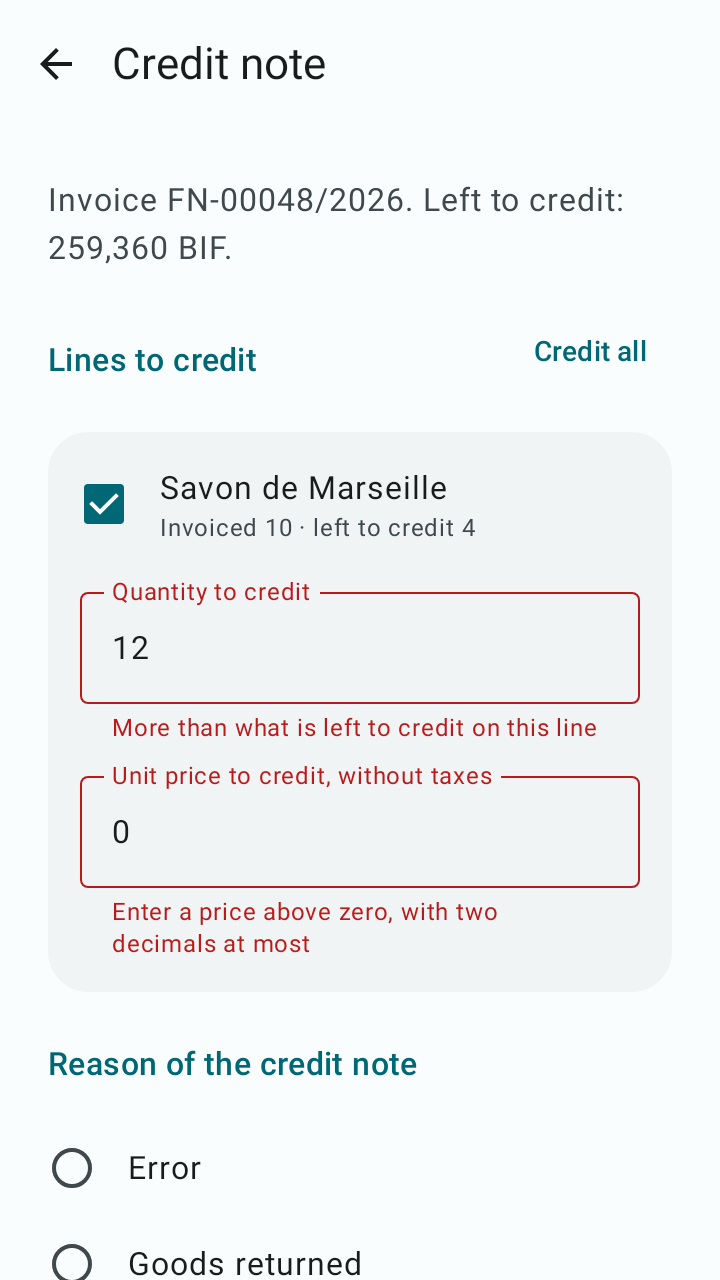 Credit note
Invoice FN-00048/2026. Left to credit:
259,360 BIF.
Lines to credit
Credit all
Savon de Marseille
Invoiced 10 · left to credit 4
Quantity to credit
12
More than what is left to credit on this line
Unit price to credit, without taxes
0
Enter a price above zero, with two
decimals at most
Reason of the credit note
Error
Goods returned